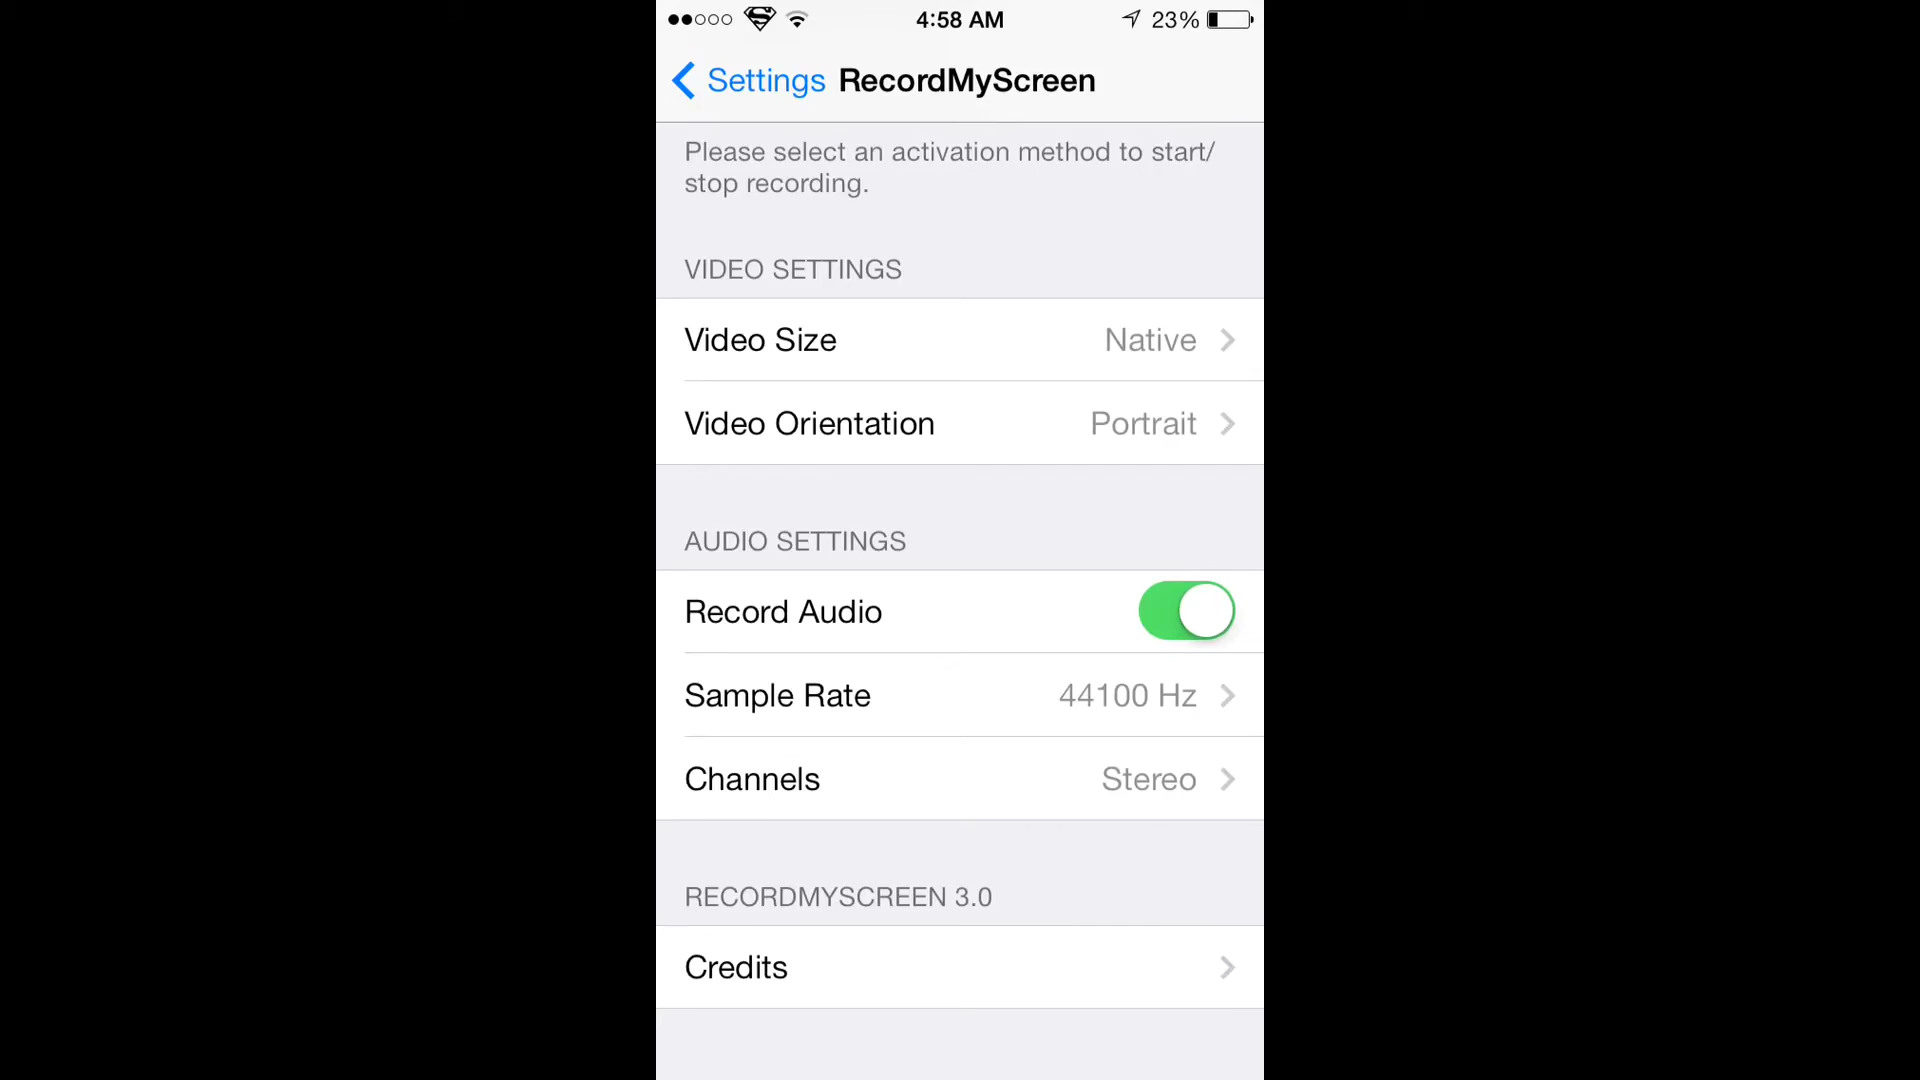 4:58 AM
23%
Settings RecordMyScreen
Please select an activation method to start/
stop recording.
VIDEO SETTINGS
Video Size Native
Video Orientation Portrait
AUDIO SETTINGS
Record Audio
Sample Rate 44100 Hz
Channels Stereo
RECORDMYSCREEN 3.0
Credits